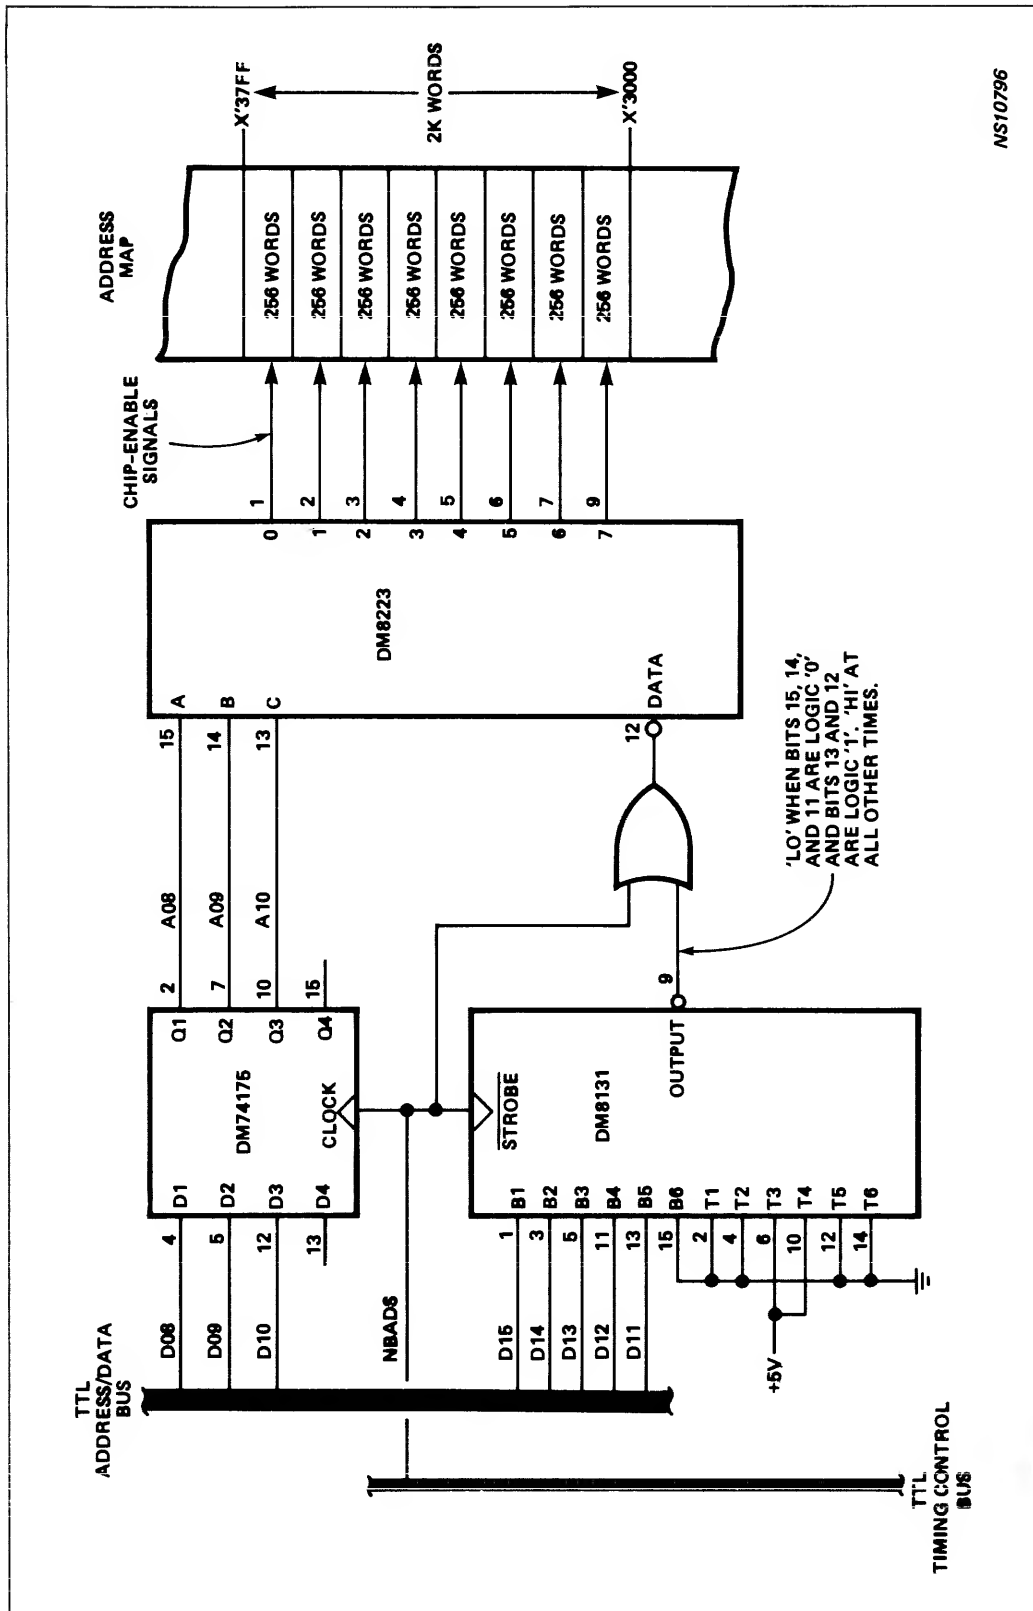 TTL
ADDRESS/DATA
BUS
D08
D09
D10
4
5
12
13
D1
D2
D3
D4
DM74175
CLOCK
Q1
Q2
Q3
Q4
2
7
10
15
A08
A09
A10
15
14
13
A
B
C
DM8223
12
DATA
0
1
2
3
4
5
6
7
1
2
3
4
5
6
7
9
CHIP-ENABLE
SIGNALS
ADDRESS
MAP
256 WORDS
256 WORDS
256 WORDS
256 WORDS
256 WORDS
256 WORDS
256 WORDS
256 WORDS
X'37FF
2K WORDS
X'3000
NBADS
D15
D14
D13
D12
D11
1
3
5
11
13
15
2
4
6
10
12
14
B1
B2
B3
B4
B5
B6
T1
T2
T3
T4
T5
T6
STROBE
DM8131
OUTPUT
9
+5V
'LO' WHEN BITS 15, 14,
AND 11 ARE LOGIC '0'
AND BITS 13 AND 12
ARE LOGIC '1'. 'HI' AT
ALL OTHER TIMES.
TTL
TIMING CONTROL
BUS
NS10796